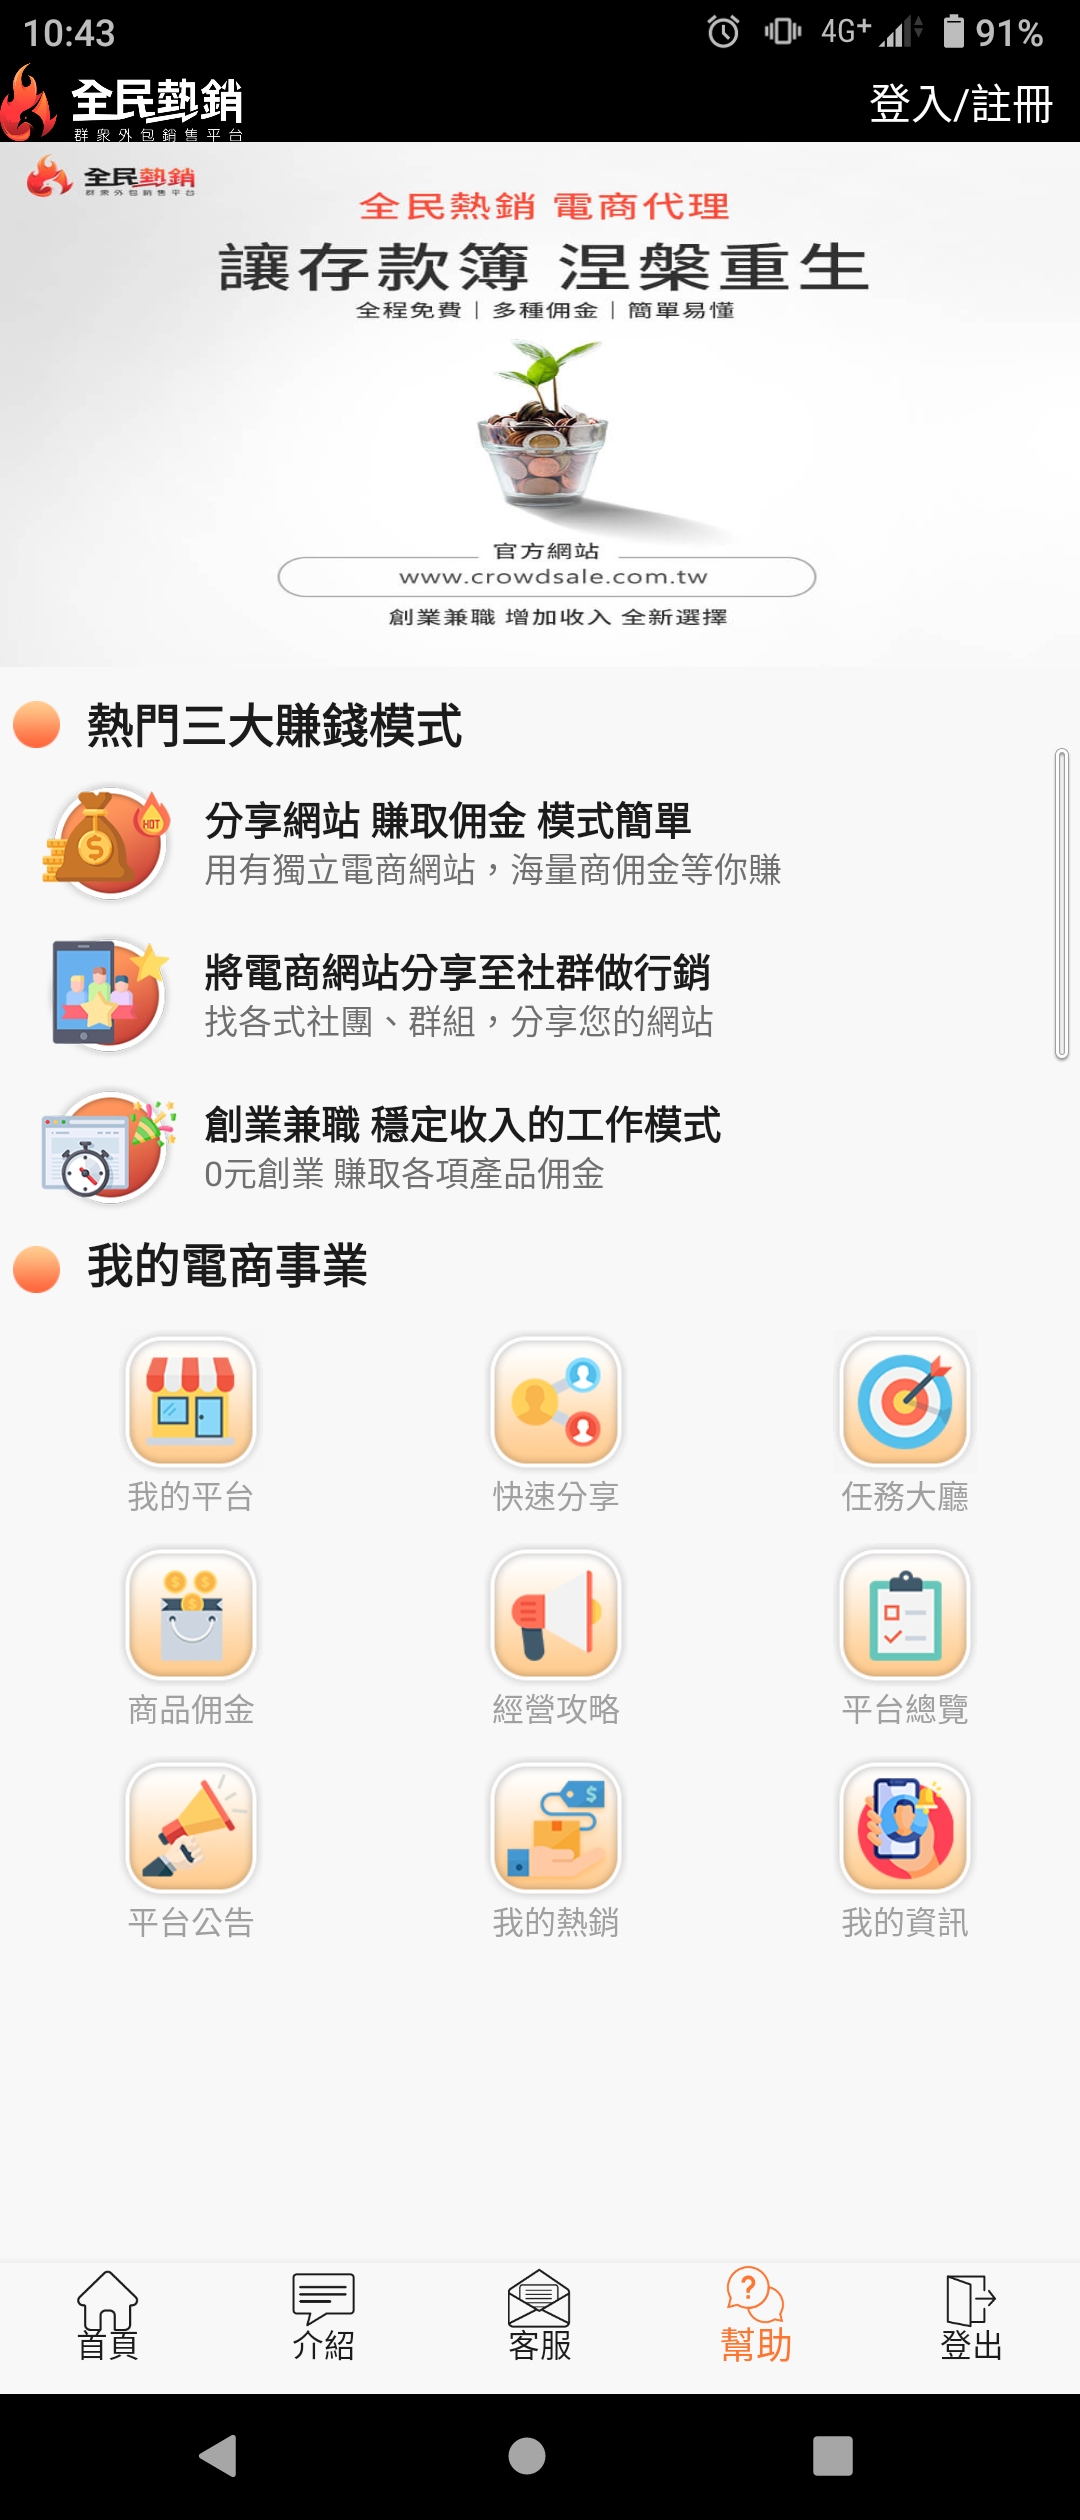 10:43 4G+ 91%
全民熱銷
群眾外包銷售平台
登入/註冊
全民熱銷
群眾外包銷售平台
全民熱銷 電商代理
讓存款簿 涅槃重生
全程免費｜多種佣金｜簡單易懂
官方網站
www.crowdsale.com.tw
創業兼職 增加收入 全新選擇
熱門三大賺錢模式
HOT
分享網站 賺取佣金 模式簡單
用有獨立電商網站，海量商佣金等你賺
將電商網站分享至社群做行銷
找各式社團、群組，分享您的網站
創業兼職 穩定收入的工作模式
0元創業 賺取各項產品佣金
我的電商事業
我的平台 快速分享 任務大廳
商品佣金 經營攻略 平台總覽
平台公告 我的熱銷 我的資訊
首頁 介紹 客服 幫助 登出